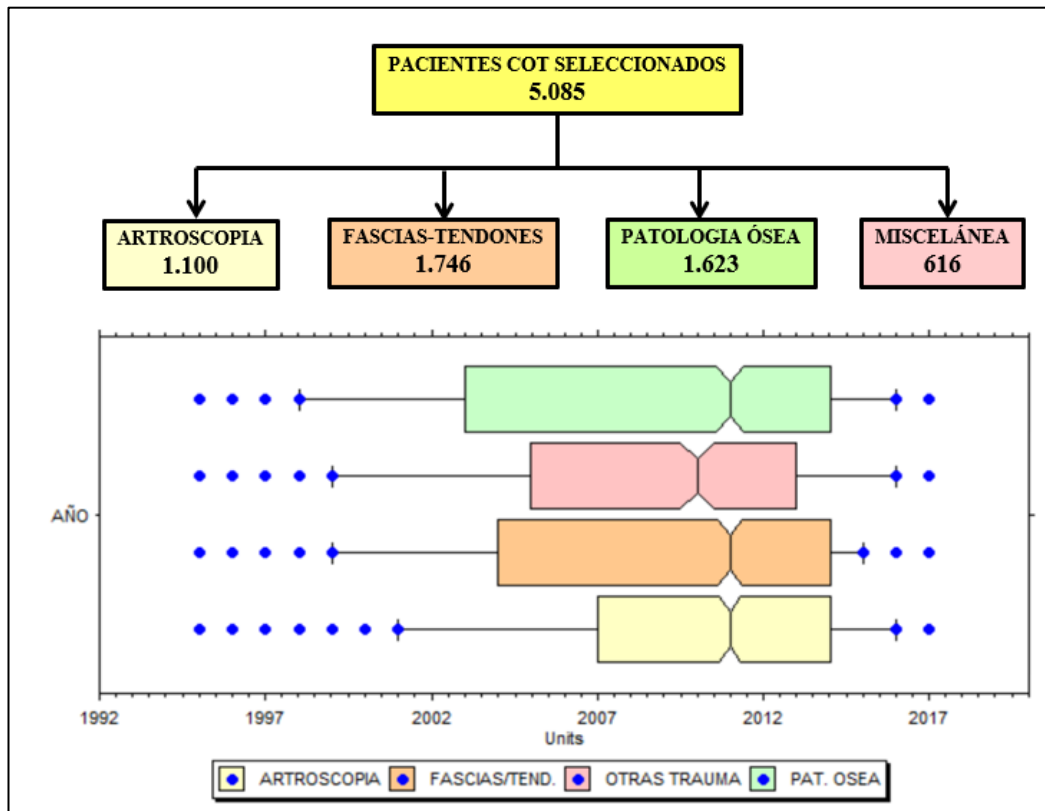 PACIENTES COT SELECCIONADOS
5.085
ARTROSCOPIA
1.100
FASCIAS-TENDONES
1.746
PATOLOGIA ÓSEA
1.623
MISCELÁNEA
616
AÑO
1992 1997 2002 2007 2012 2017
Units
ARTROSCOPIA FASCIAS/TEND. OTRAS TRAUMA PAT. OSEA